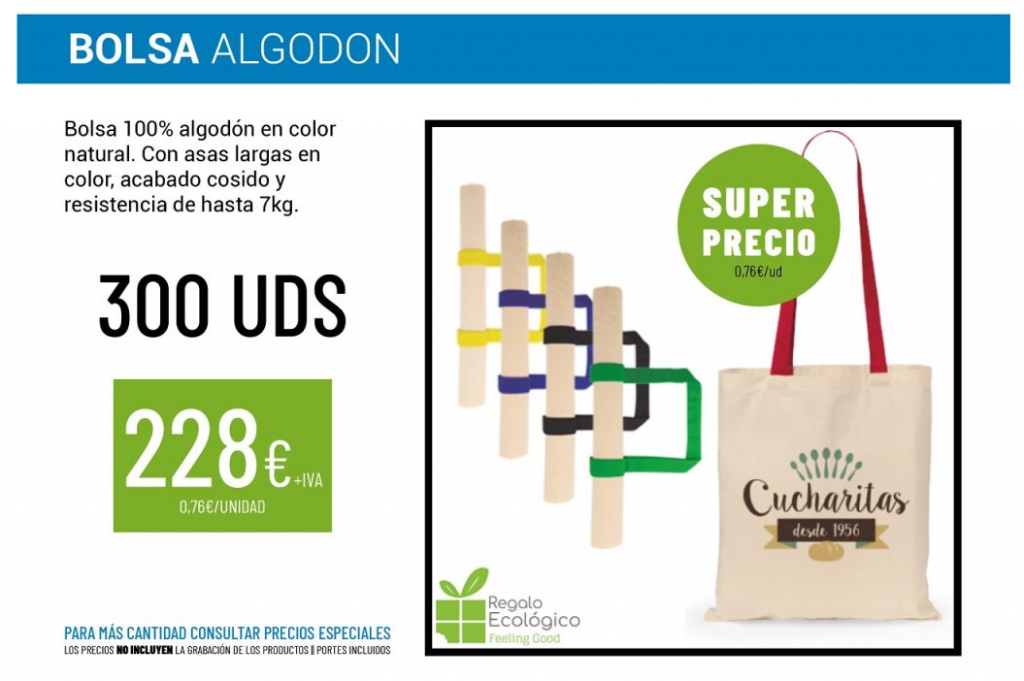 BOLSA ALGODON
Bolsa 100% algodón en color
natural. Con asas largas en
color, acabado cosido y
resistencia de hasta 7kg.
300 UDS
228€+IVA
0,76€/UNIDAD
PARA MÁS CANTIDAD CONSULTAR PRECIOS ESPECIALES
LOS PRECIOS NO INCLUYEN LA GRABACIÓN DE LOS PRODUCTOS || PORTES INCLUIDOS
SUPER
PRECIO
0,76€/ud
Cucharitas
desde 1956
Regalo
Ecológico
Feeling Good